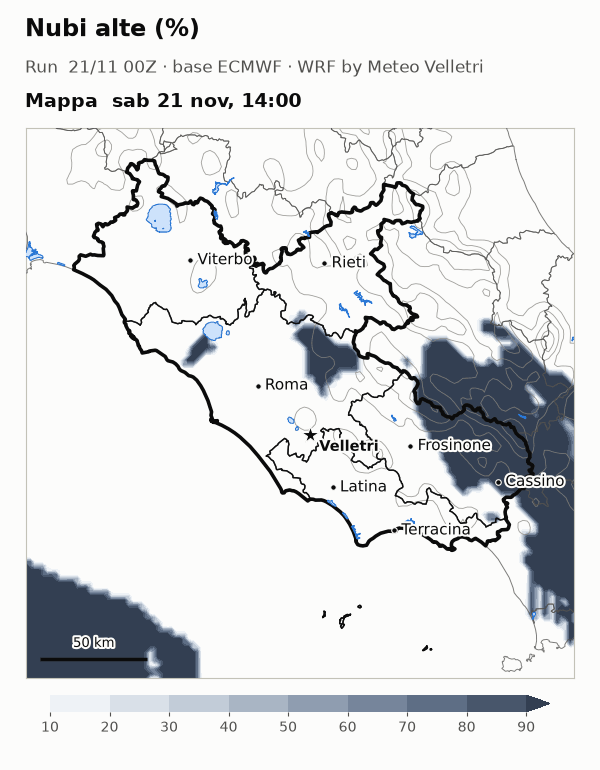 Nubi alte (%)
Run  21/11 00Z · base ECMWF · WRF by Meteo Velletri
Mappa  sab 21 nov, 14:00
Viterbo
Rieti
Roma
Velletri
Frosinone
Cassino
Latina
Terracina
50 km
10 20 30 40 50 60 70 80 90